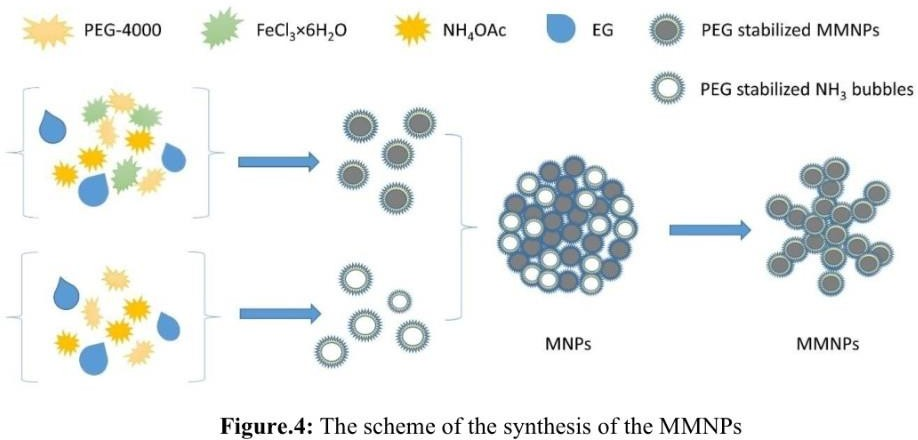 PEG-4000 FeCl₃×6H₂O NH₄OAc EG PEG stabilized MMNPs
PEG stabilized NH₃ bubbles
MNPs MMNPs
Figure.4: The scheme of the synthesis of the MMNPs